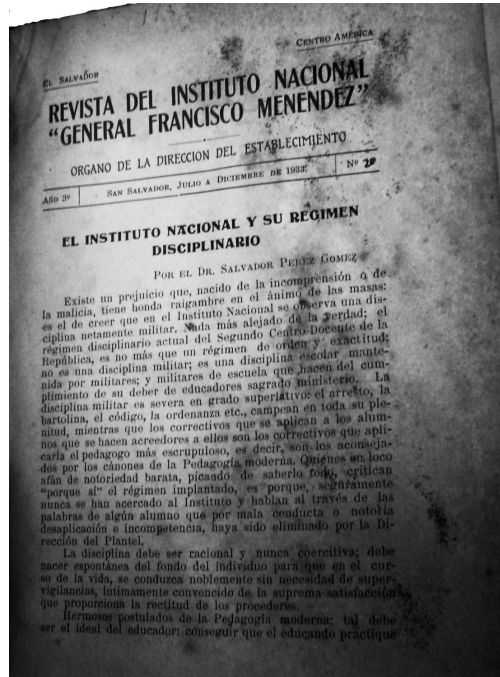 EL SALVADOR
CENTRO AMÉRICA
REVISTA DEL INSTITUTO NACIONAL
"GENERAL FRANCISCO MENENDEZ"
ORGANO DE LA DIRECCION DEL ESTABLECIMIENTO
AÑO 3º
SAN SALVADOR, JULIO A DICIEMBRE DE 1933.
Nº
EL INSTITUTO NACIONAL Y SU REGIMEN
DISCIPLINARIO
POR EL DR. SALVADOR PEREZ GOMEZ
Existe un prejuicio que, nacido de la incomprensión o de
la malicia, tiene honda raigambre en el ánimo de las masas:
es el de creer que en el Instituto Nacional se observa una dis-
ciplina netamente militar. Nada más alejado de la verdad; el
régimen disciplinario actual del Segundo Centro Docente de la
República, es no más que un régimen de orden y exactitud;
no es una disciplina militar; es una disciplina escolar mante-
nida por militares; y militares de escuela que hacen del cum-
plimiento de su deber de educadores sagrado ministerio. La
disciplina militar es severa en grado superlativo: el arresto, la
bartolina, el código, la ordenanza etc., campean en toda su ple-
nitud, mientras que los correctivos que se aplican a los alum-
nos que se hacen acreedores a ellos son los correctivos que apli-
caría el pedagogo más escrupuloso, es decir, son los aconseja-
dos por los cánones de la Pedagogía moderna. Quienes en loco
afán de notoriedad barata, picando de saberlo todo, critican
"porque sí" el régimen implantado, es porque, seguramente
nunca se han acercado al Instituto y hablan al través de las
palabras de algún alumno que por mala conducta o notoria
desaplicación e incompetencia, haya sido eliminado por la Di-
rección del Plantel.
La disciplina debe ser racional y nunca coercitiva; debe
nacer espontánea del fondo del individuo para que en el cur-
so de la vida, se conduzca noblemente sin necesidad de super-
vigilancias, íntimamente convencido de la suprema satisfacción
que proporciona la rectitud de los procederes.
Hermosos postulados de la Pedagogía moderna; tal debe
ser el ideal del educador: conseguir que el educando practique